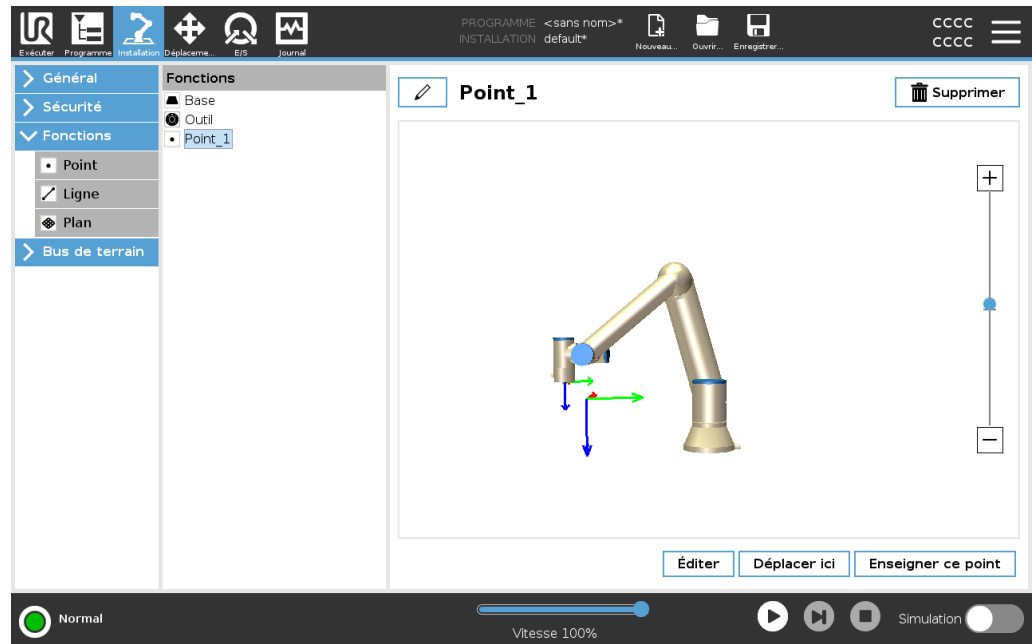 UR
Exécuter
Programme
Installation
Déplaceme...
E/S
Journal
PROGRAMME <sans nom>*
INSTALLATION default*
Nouveau...
Ouvrir...
Enregistrer...
CCCC
CCCC
Général
Sécurité
Fonctions
Point
Ligne
Plan
Bus de terrain
Fonctions
Base
Outil
Point_1
Point_1
Supprimer
Éditer
Déplacer ici
Enseigner ce point
Normal
Vitesse 100%
Simulation